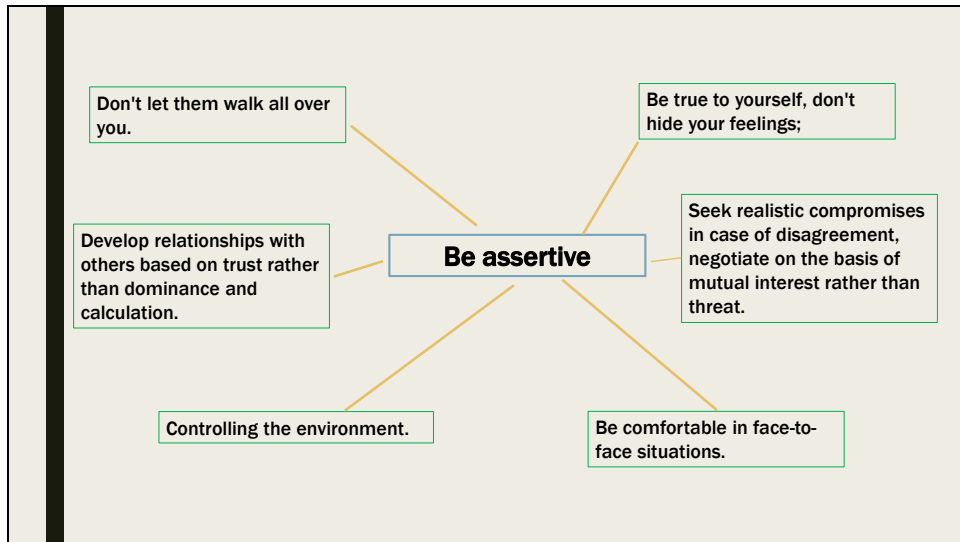 Don't let them walk all over
you.
Be true to yourself, don't
hide your feelings;
Develop relationships with
others based on trust rather
than dominance and
calculation.
Be assertive
Seek realistic compromises
in case of disagreement,
negotiate on the basis of
mutual interest rather than
threat.
Controlling the environment.
Be comfortable in face-to-
face situations.